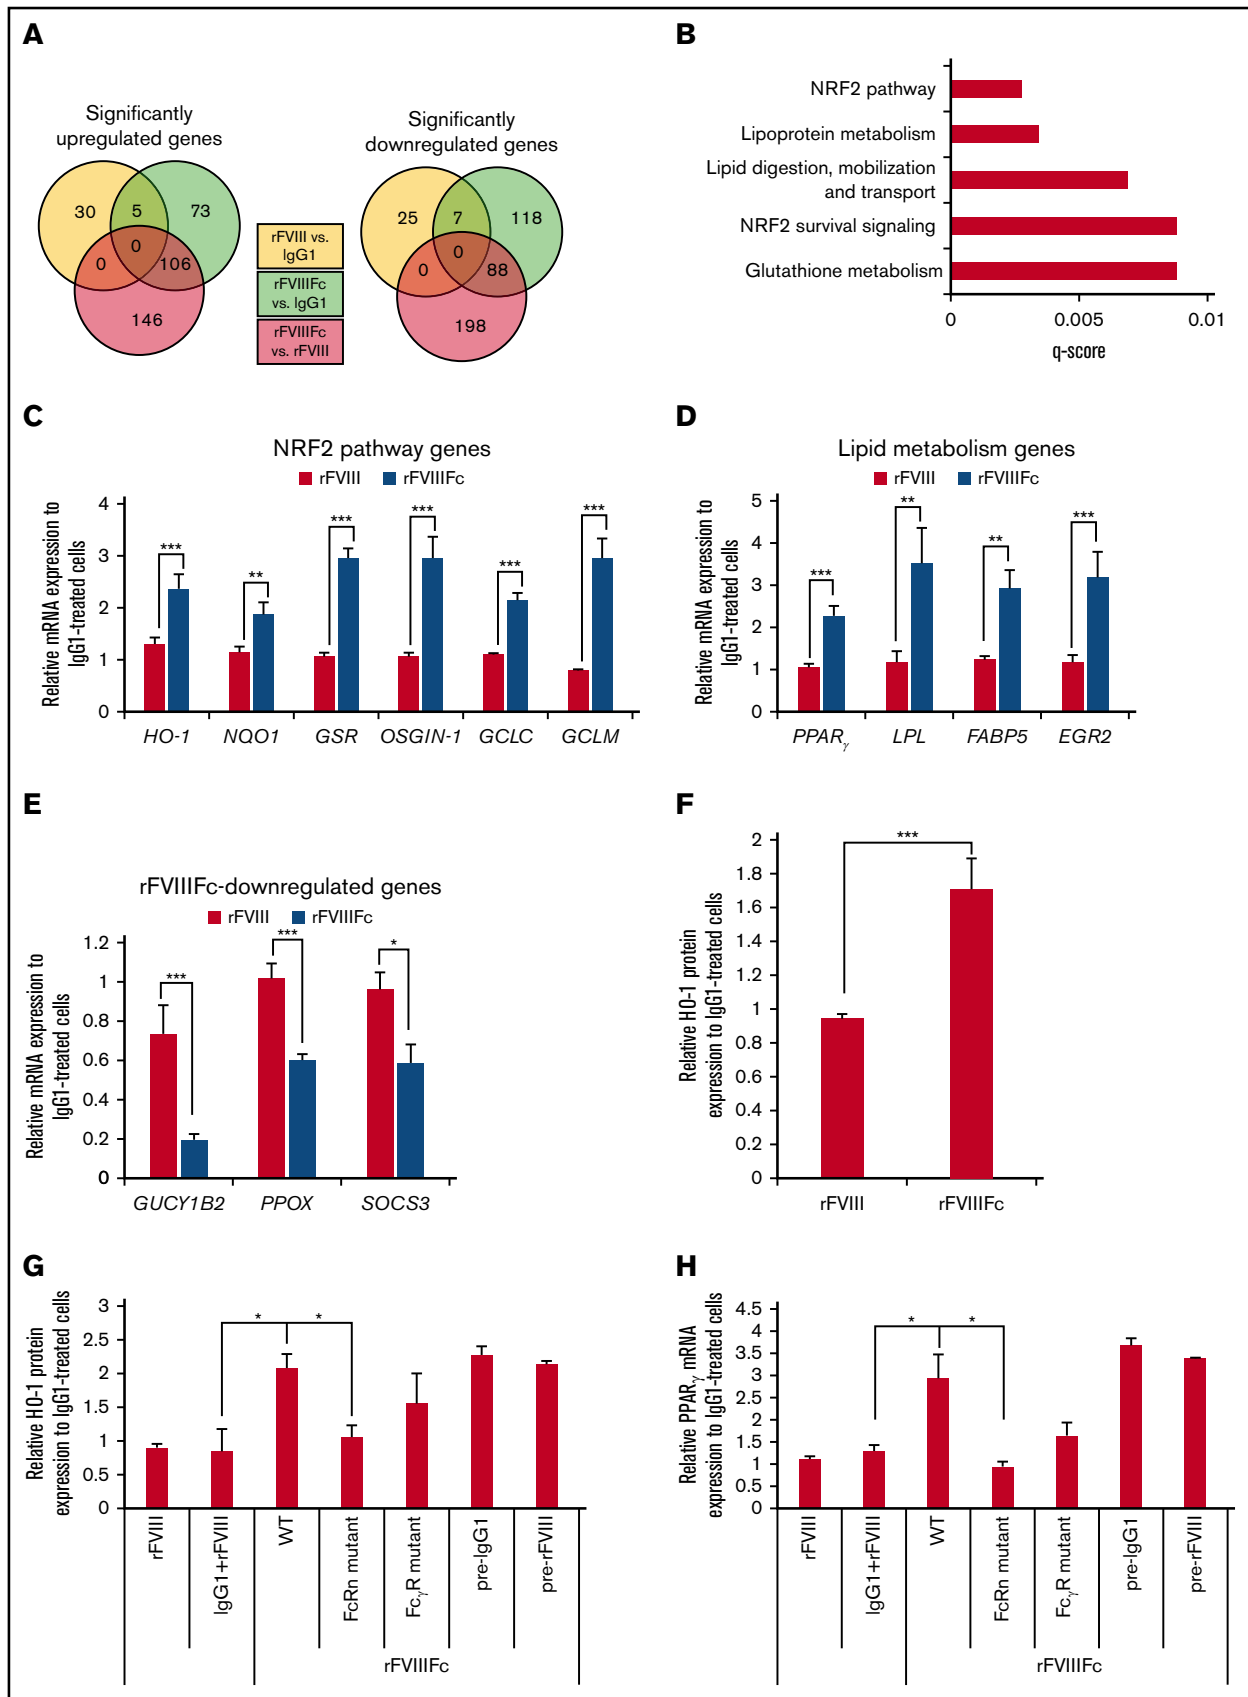 A
Significantly
upregulated genes
30
5
73
0
0
106
146
rFVIII vs.
IgG1
rFVIIIFc
vs. IgG1
rFVIIIFc
vs. rFVIII
Significantly
downregulated genes
25
7
118
0
0
88
198
B
NRF2 pathway
Lipoprotein metabolism
Lipid digestion, mobilization
and transport
NRF2 survival signaling
Glutathione metabolism
0
0.005
0.01
q-score
C
NRF2 pathway genes
rFVIII rFVIIIFc
Relative mRNA expression to
IgG1-treated cells
4
3
2
1
0
***
**
***
***
***
***
HO-1 NQO1 GSR OSGIN-1 GCLC GCLM
D
Lipid metabolism genes
rFVIII rFVIIIFc
Relative mRNA expression to
IgG1-treated cells
5
4
3
2
1
0
***
**
**
***
PPARγ LPL FABP5 EGR2
E
rFVIIIFc-downregulated genes
rFVIII rFVIIIFc
Relative mRNA expression to
IgG1-treated cells
1.2
1
0.8
0.6
0.4
0.2
0
***
***
*
GUCY1B2 PPOX SOCS3
F
Relative HO-1 protein
expression to IgG1-treated cells
2
1.8
1.6
1.4
1.2
1
0.8
0.6
0.4
0.2
0
***
rFVIII rFVIIIFc
G
Relative HO-1 protein
expression to IgG1-treated cells
3
2.5
2
1.5
1
0.5
0
*
*
rFVIII
IgG1+rFVIII
WT
FcRn mutant
FcγR mutant
pre-IgG1
pre-rFVIII
rFVIIIFc
H
Relative PPARγ mRNA
expression to IgG1-treated cells
4.5
4
3.5
3
2.5
2
1.5
1
0.5
0
*
*
rFVIII
IgG1+rFVIII
WT
FcRn mutant
FcγR mutant
pre-IgG1
pre-rFVIII
rFVIIIFc